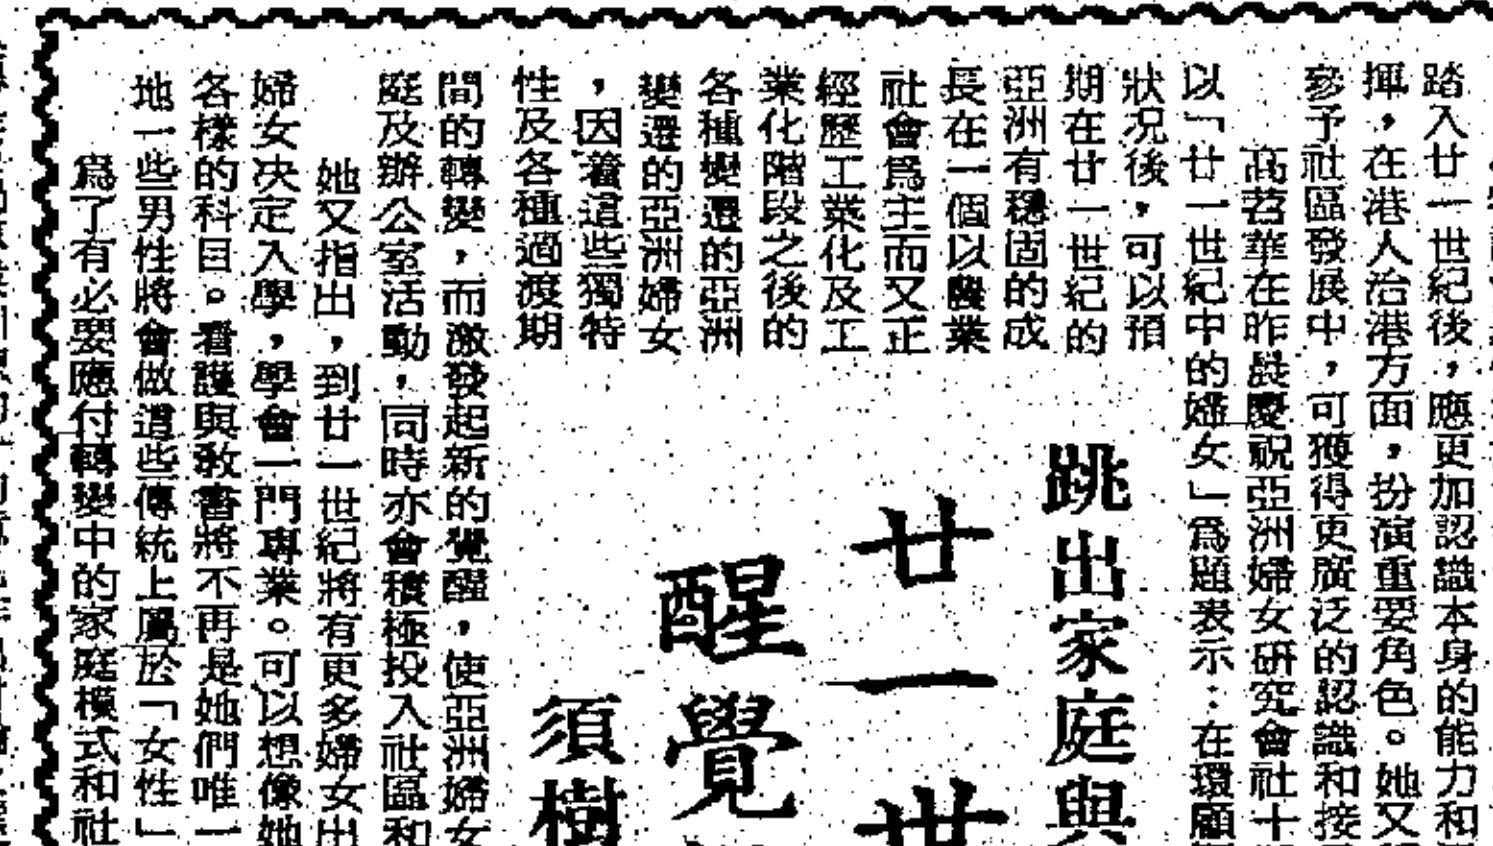 踏入廿一世紀後，應更加認識本身的能力和
揮，在港人治港方面，扮演重要角色。她又
參予社區發展中，可獲得更廣泛的認識和接
高苕華在昨晨慶祝亞洲婦女研究會社十
以「廿一世紀中的婦女」為題表示：在環顧
狀況後，可以預
期在廿一世紀的
亞洲有穩固的成
長在一個以農業
社會為主而又正
經歷工業化及工
業化階段之後的
各種變遷的亞洲
變遷的亞洲婦女
，因着這些獨特
性及各種過渡期
跳出家庭與
廿一世
醒覺
須樹
間的轉變，而激發起新的覺醒，使亞洲婦女
庭及辦公室活動，同時亦會積極投入社區和
她又指出，到廿一世紀將有更多婦女出
婦女决定入學，學會一門專業。可以想像她
各樣的科目。看護與教書將不再是她們唯一
地一些男性將會做這些傳統上屬於「女性」
爲了有必要應付轉變中的家庭模式和社